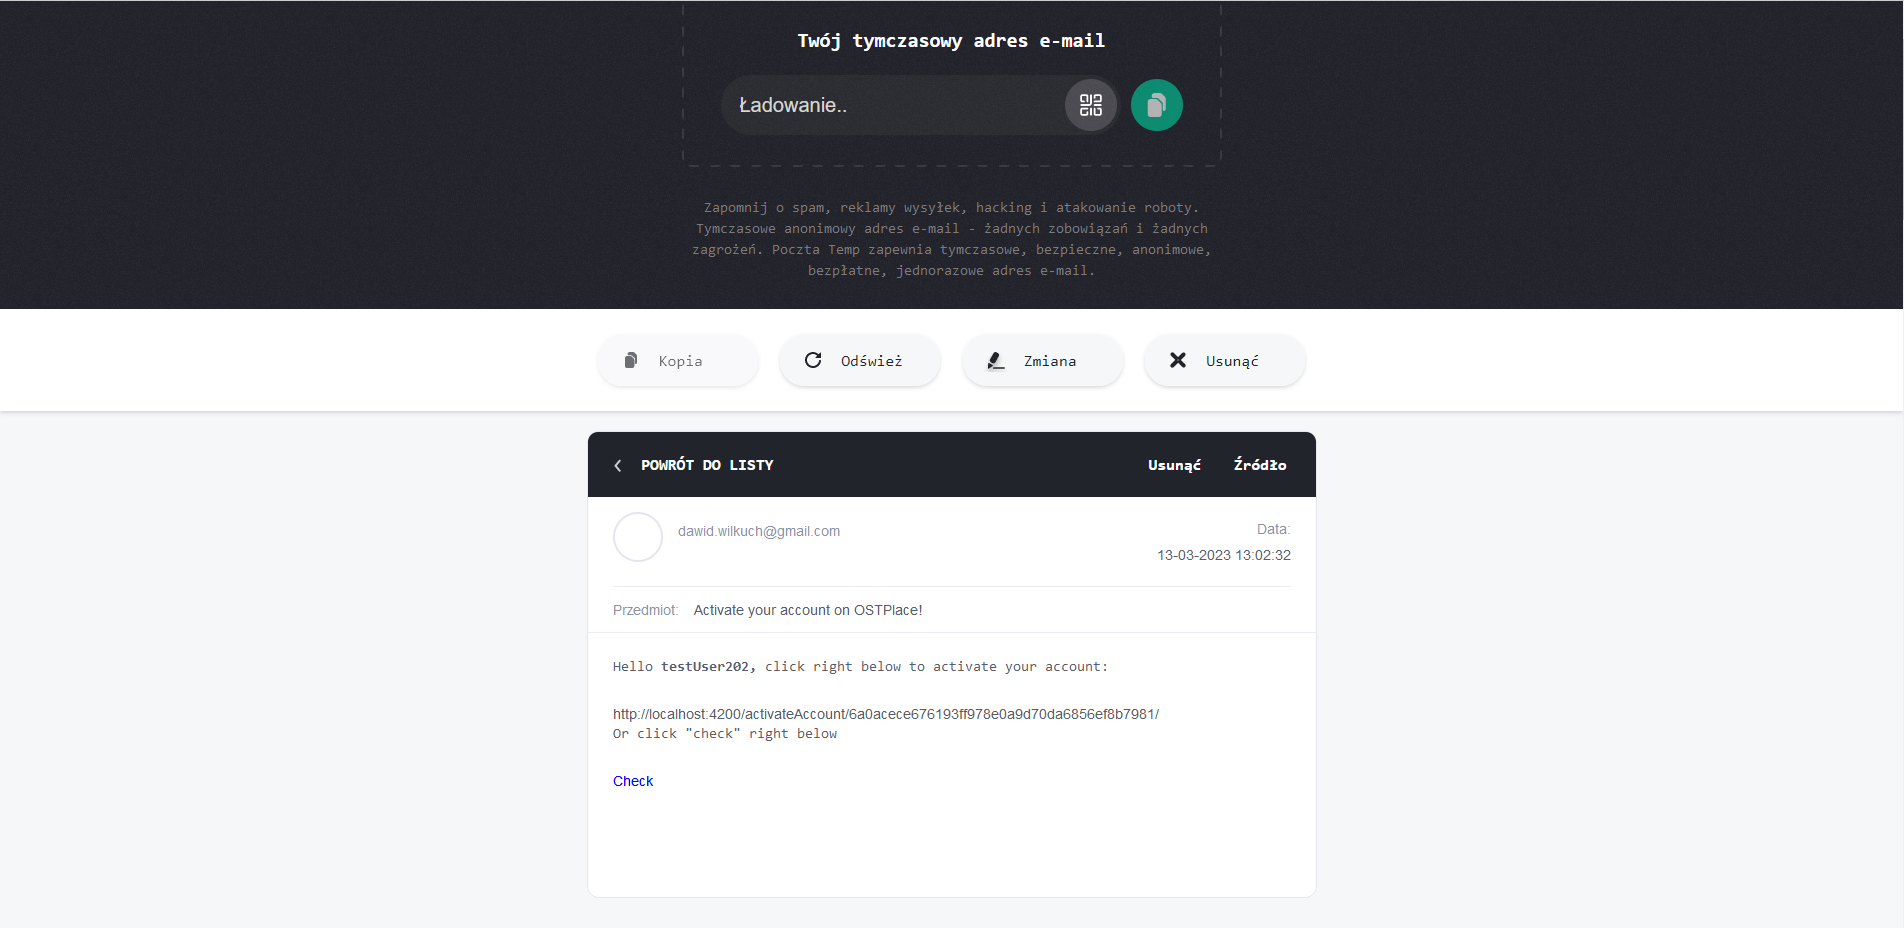 Twój tymczasowy adres e-mail
Ładowanie..
Zapomnij o spam, reklamy wysyłek, hacking i atakowanie roboty.
Tymczasowe anonimowy adres e-mail - żadnych zobowiązań i żadnych
zagrożeń. Poczta Temp zapewnia tymczasowe, bezpieczne, anonimowe,
bezpłatne, jednorazowe adres e-mail.
Kopia Odśwież Zmiana Usunąć
POWRÓT DO LISTY Usunąć Źródło
dawid.wilkuch@gmail.com Data:
13-03-2023 13:02:32
Przedmiot: Activate your account on OSTPlace!
Hello testUser202, click right below to activate your account:
http://localhost:4200/activateAccount/6a0acece676193ff978e0a9d70da6856ef8b7981/
Or click "check" right below
Check